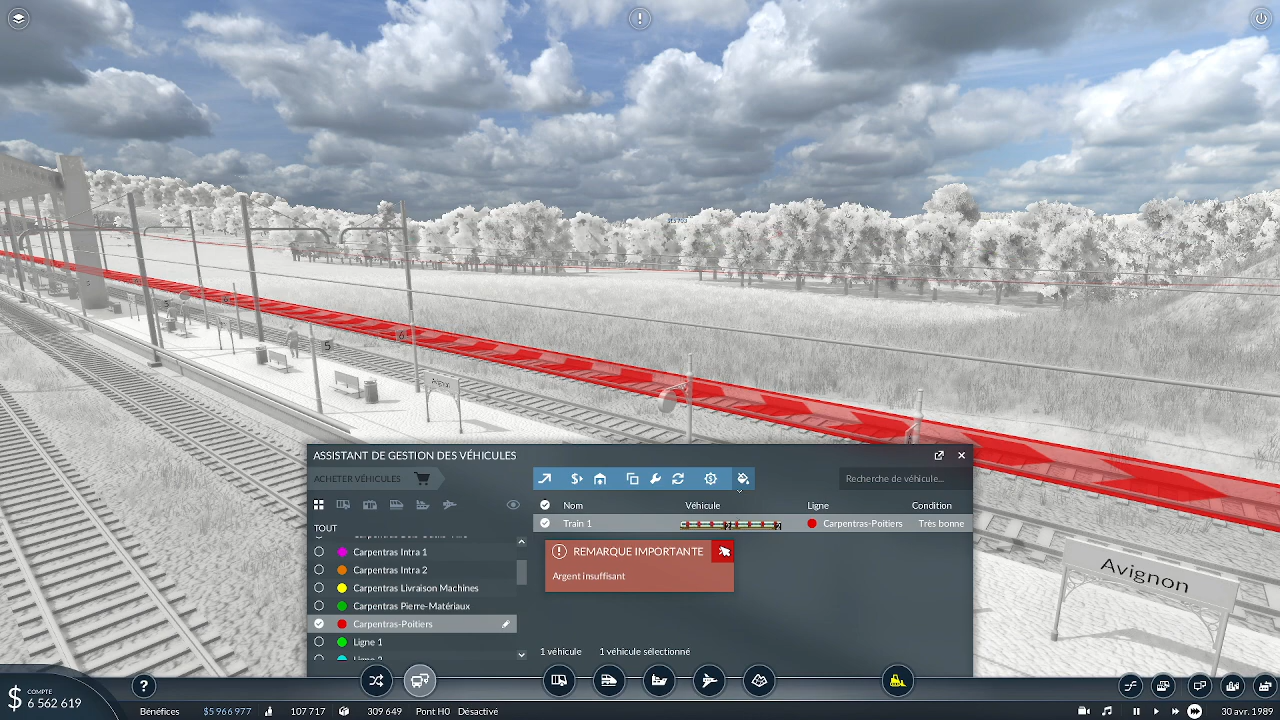 5
6
Avignon
Avignon
ASSISTANT DE GESTION DES VÉHICULES
ACHETER VÉHICULES
Recherche de véhicule...
TOUT
Carpentras Intra 1
Carpentras Intra 2
Carpentras Livraison Machines
Carpentras Pierre-Matériaux
Carpentras-Poitiers
Ligne 1
Nom Véhicule Ligne Condition
Train 1 Carpentras-Poitiers Très bonne
REMARQUE IMPORTANTE
Argent insuffisant
1 véhicule 1 véhicule sélectionné
COMPTE
$ 6 562 619
?
Bénéfices $5 966 977 107 717 309 649 Pont H0 Désactivé
30 avr. 1989